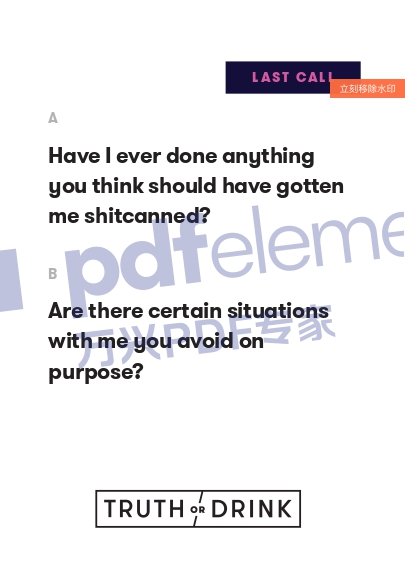 LAST CALL
立刻移除水印
A
Have I ever done anything
you think should have gotten
me shitcanned?
B
Are there certain situations
with me you avoid on
purpose?
pdfeleme
万兴PDF专家
TRUTH OR DRINK